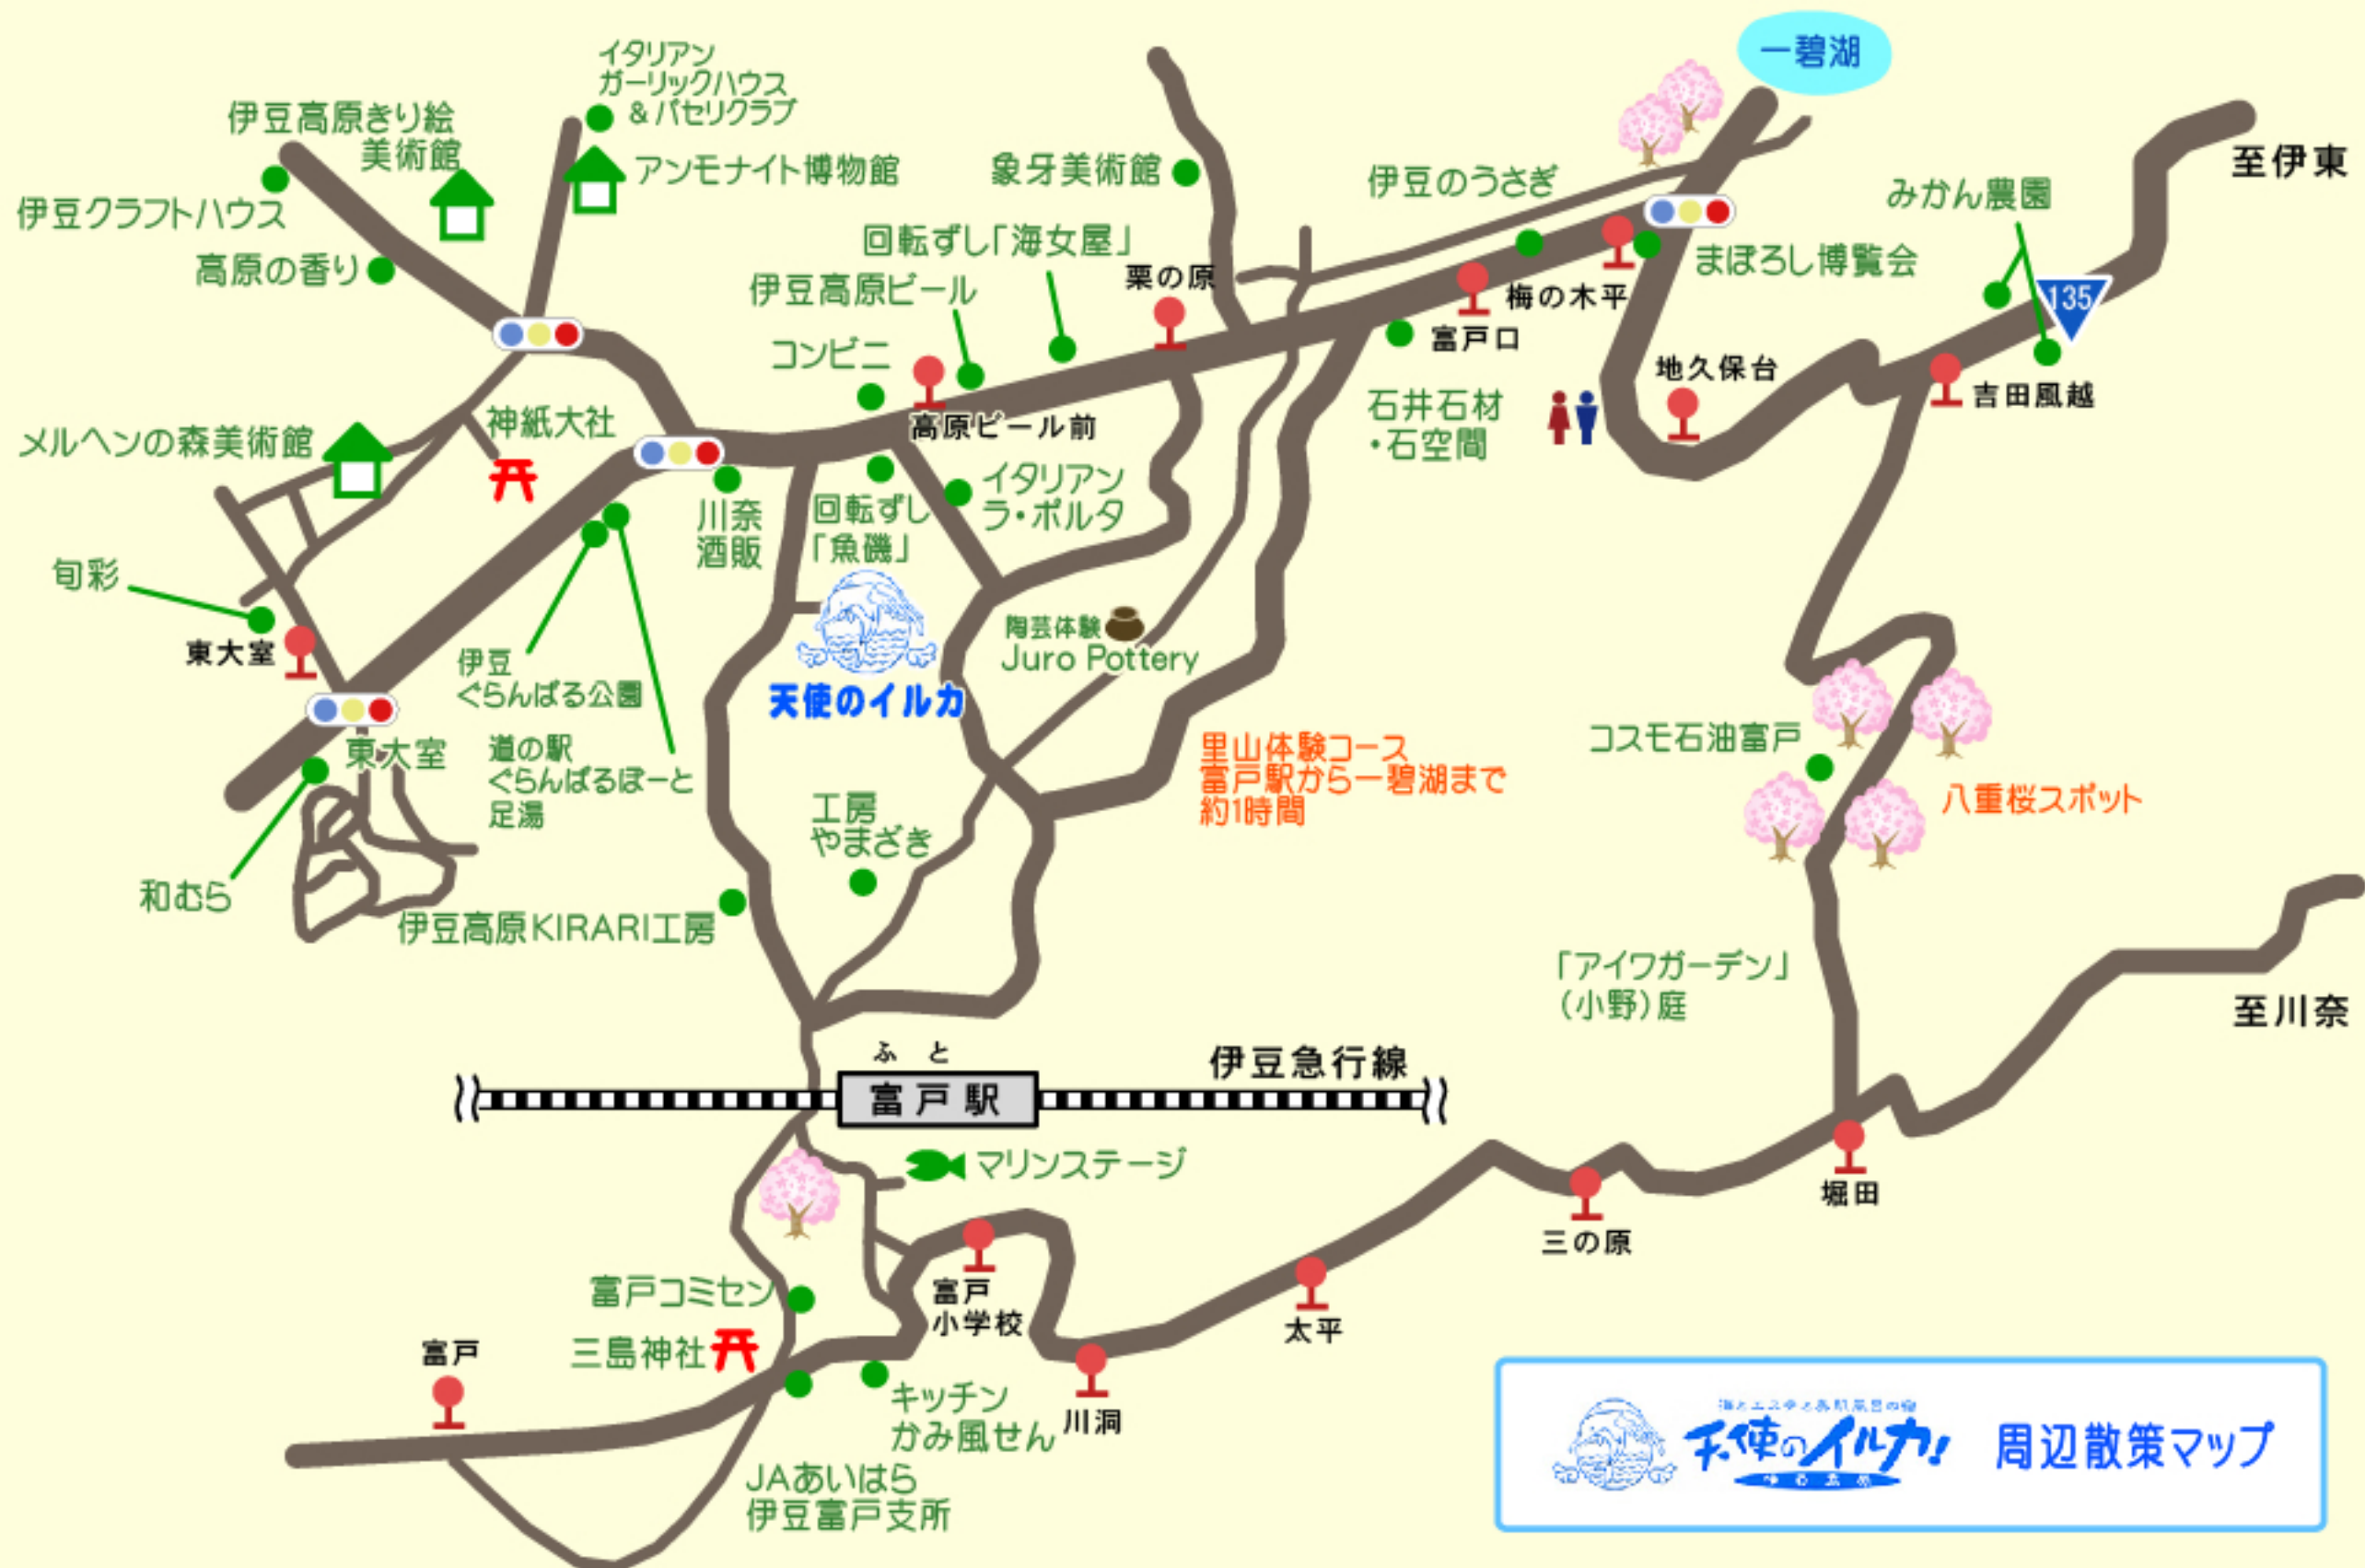 一碧湖
イタリアン
ガーリックハウス
&パセリクラブ
伊豆高原きり絵
美術館
至伊東
アンモナイト博物館
象牙美術館
伊豆のうさぎ
みかん農園
伊豆クラフトハウス
回転ずし「海女屋」
高原の香り
栗の原
まぼろし博覧会
伊豆高原ビール
梅の木平
135
富戸口
コンビニ
地久保台
吉田風越
神紙大社
高原ビール前
石井石材
・石空間
メルヘンの森美術館
イタリアン
ラ・ポルタ
川奈
酒販
回転ずし
「魚磯」
旬彩
東大室
陶芸体験
Juro Pottery
伊豆
ぐらんぱる公園
天使のイルカ
道の駅
ぐらんぱるぽーと
足湯
東大室
里山体験コース
富戸駅から一碧湖まで
約1時間
コスモ石油富戸
八重桜スポット
工房
やまざき
和むら
伊豆高原KIRARI工房
「アイワガーデン」
(小野)庭
至川奈
ふと
富戸駅
伊豆急行線
マリンステージ
堀田
三の原
富戸コミセン
富戸
小学校
太平
三島神社
富戸
キッチン
かみ風せん
川洞
JAあいはら
伊豆富戸支所
天使のイルカ!
周辺散策マップ